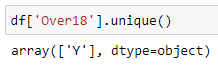 df['Over18'].unique()
array(['Y'], dtype=object)